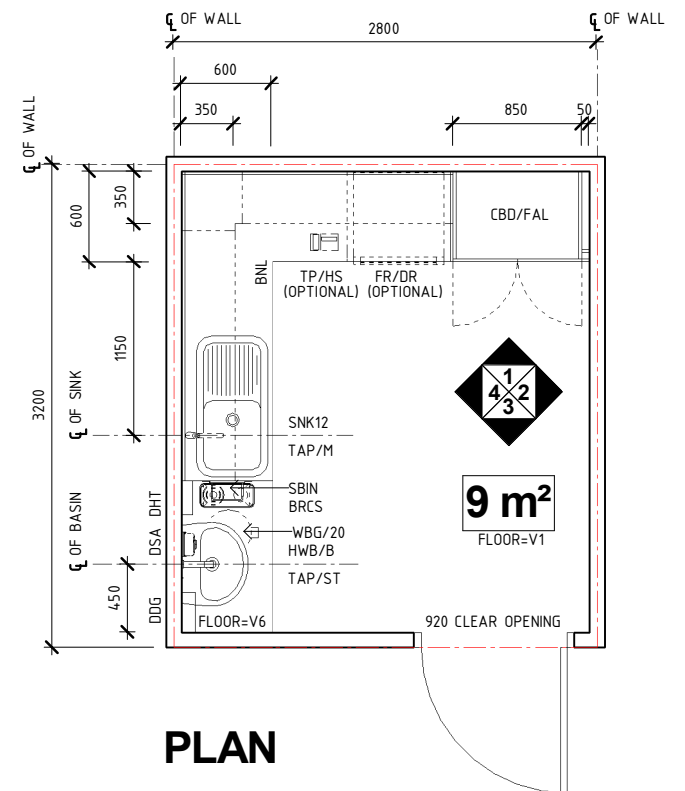 ℄ OF WALL
℄ OF WALL
2800
600
350
850
50
℄ OF WALL
350
600
CBD/FAL
BNL
TP/HS
FR/DR
(OPTIONAL)
(OPTIONAL)
1150
3200
1
4 2
3
℄ OF SINK
SNK12
TAP/M
SBIN
BRCS
9 m²
FLOOR=V1
℄ OF BASIN
DHT
DSA
WBG/20
HWB/B
TAP/ST
450
DDG
FLOOR=V6
920 CLEAR OPENING
PLAN